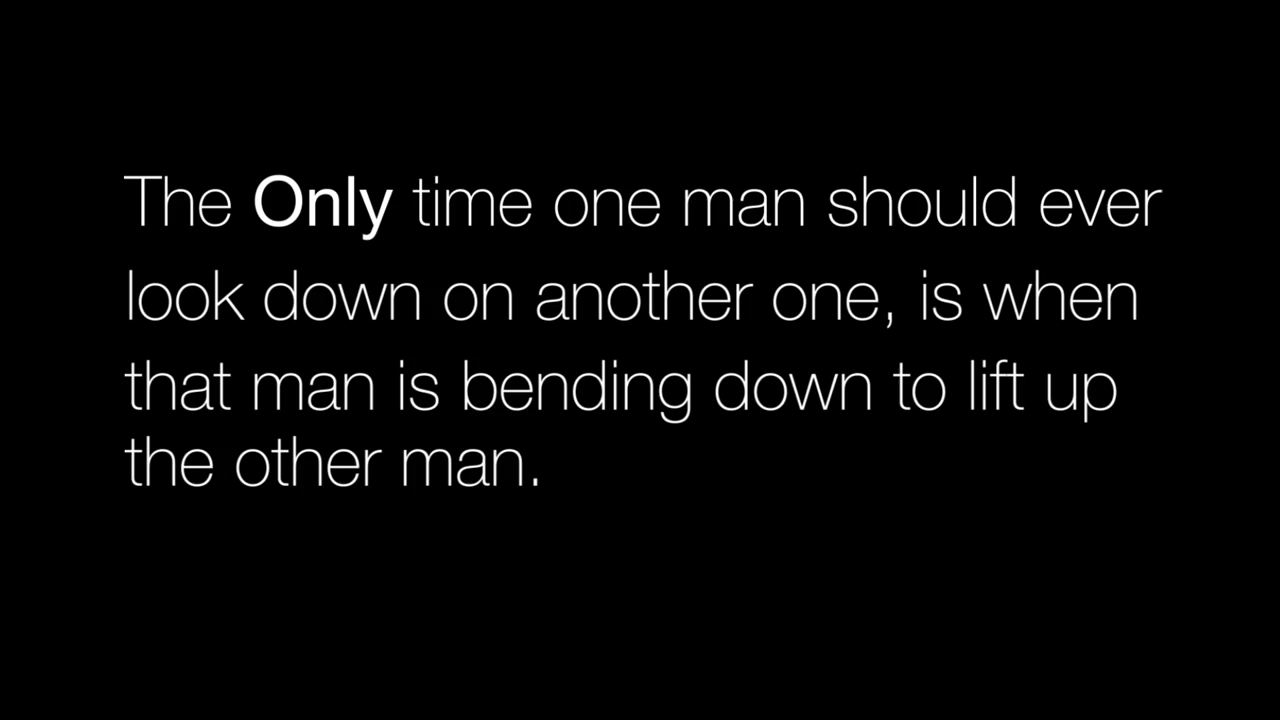 The Only time one man should ever
look down on another one, is when
that man is bending down to lift up
the other man.